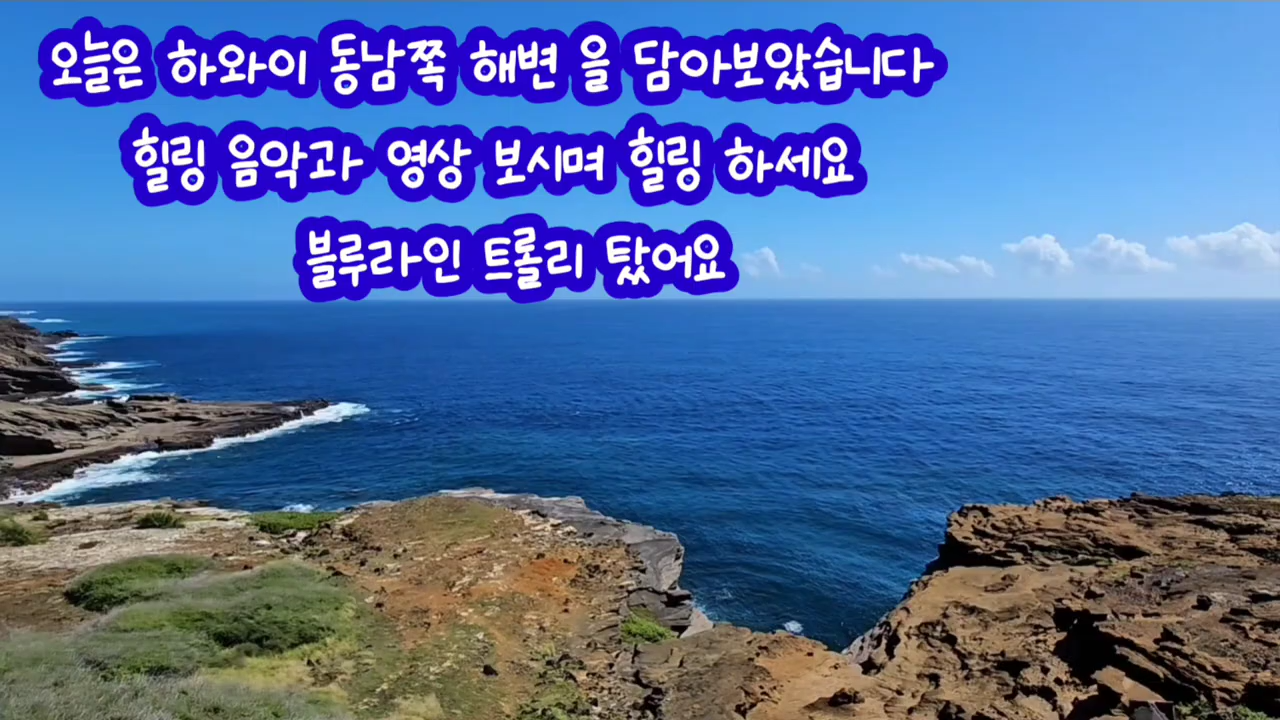 오늘은 하와이 동남쪽 해변 을 담아보았습니다
힐링 음악과 영상 보시며 힐링 하세요
블루라인 트롤리 탔어요